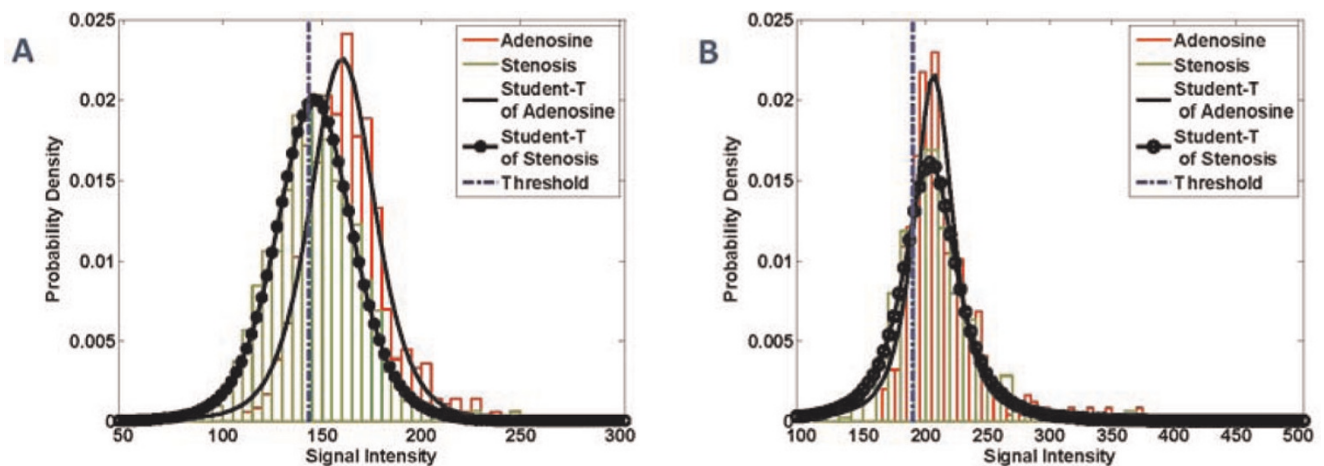 A
Probability Density
0.025
0.02
0.015
0.01
0.005
0
50
100
150
200
250
300
Signal Intensity
Adenosine
Stenosis
Student-T
of Adenosine
Student-T
of Stenosis
Threshold
B
Probability Density
0.025
0.02
0.015
0.01
0.005
0
100
150
200
250
300
350
400
450
500
Signal Intensity
Adenosine
Stenosis
Student-T
of Adenosine
Student-T
of Stenosis
Threshold